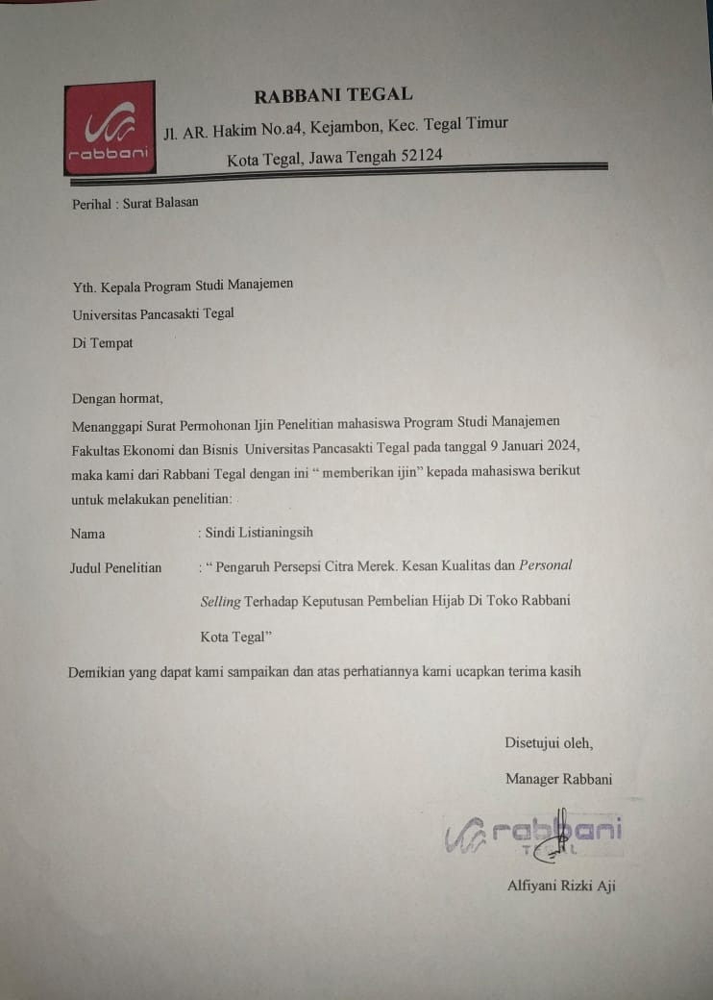 rabbani
RABBANI TEGAL
Jl. AR. Hakim No.a4, Kejambon, Kec. Tegal Timur
Kota Tegal, Jawa Tengah 52124
Perihal : Surat Balasan
Yth. Kepala Program Studi Manajemen
Universitas Pancasakti Tegal
Di Tempat
Dengan hormat,
Menanggapi Surat Permohonan Ijin Penelitian mahasiswa Program Studi Manajemen
Fakultas Ekonomi dan Bisnis Universitas Pancasakti Tegal pada tanggal 9 Januari 2024,
maka kami dari Rabbani Tegal dengan ini “ memberikan ijin” kepada mahasiswa berikut
untuk melakukan penelitian:
Nama : Sindi Listianingsih
Judul Penelitian : “ Pengaruh Persepsi Citra Merek. Kesan Kualitas dan Personal
Selling Terhadap Keputusan Pembelian Hijab Di Toko Rabbani
Kota Tegal”
Demikian yang dapat kami sampaikan dan atas perhatiannya kami ucapkan terima kasih
Disetujui oleh,
Manager Rabbani
rabbani
TEGAL
Alfiyani Rizki Aji